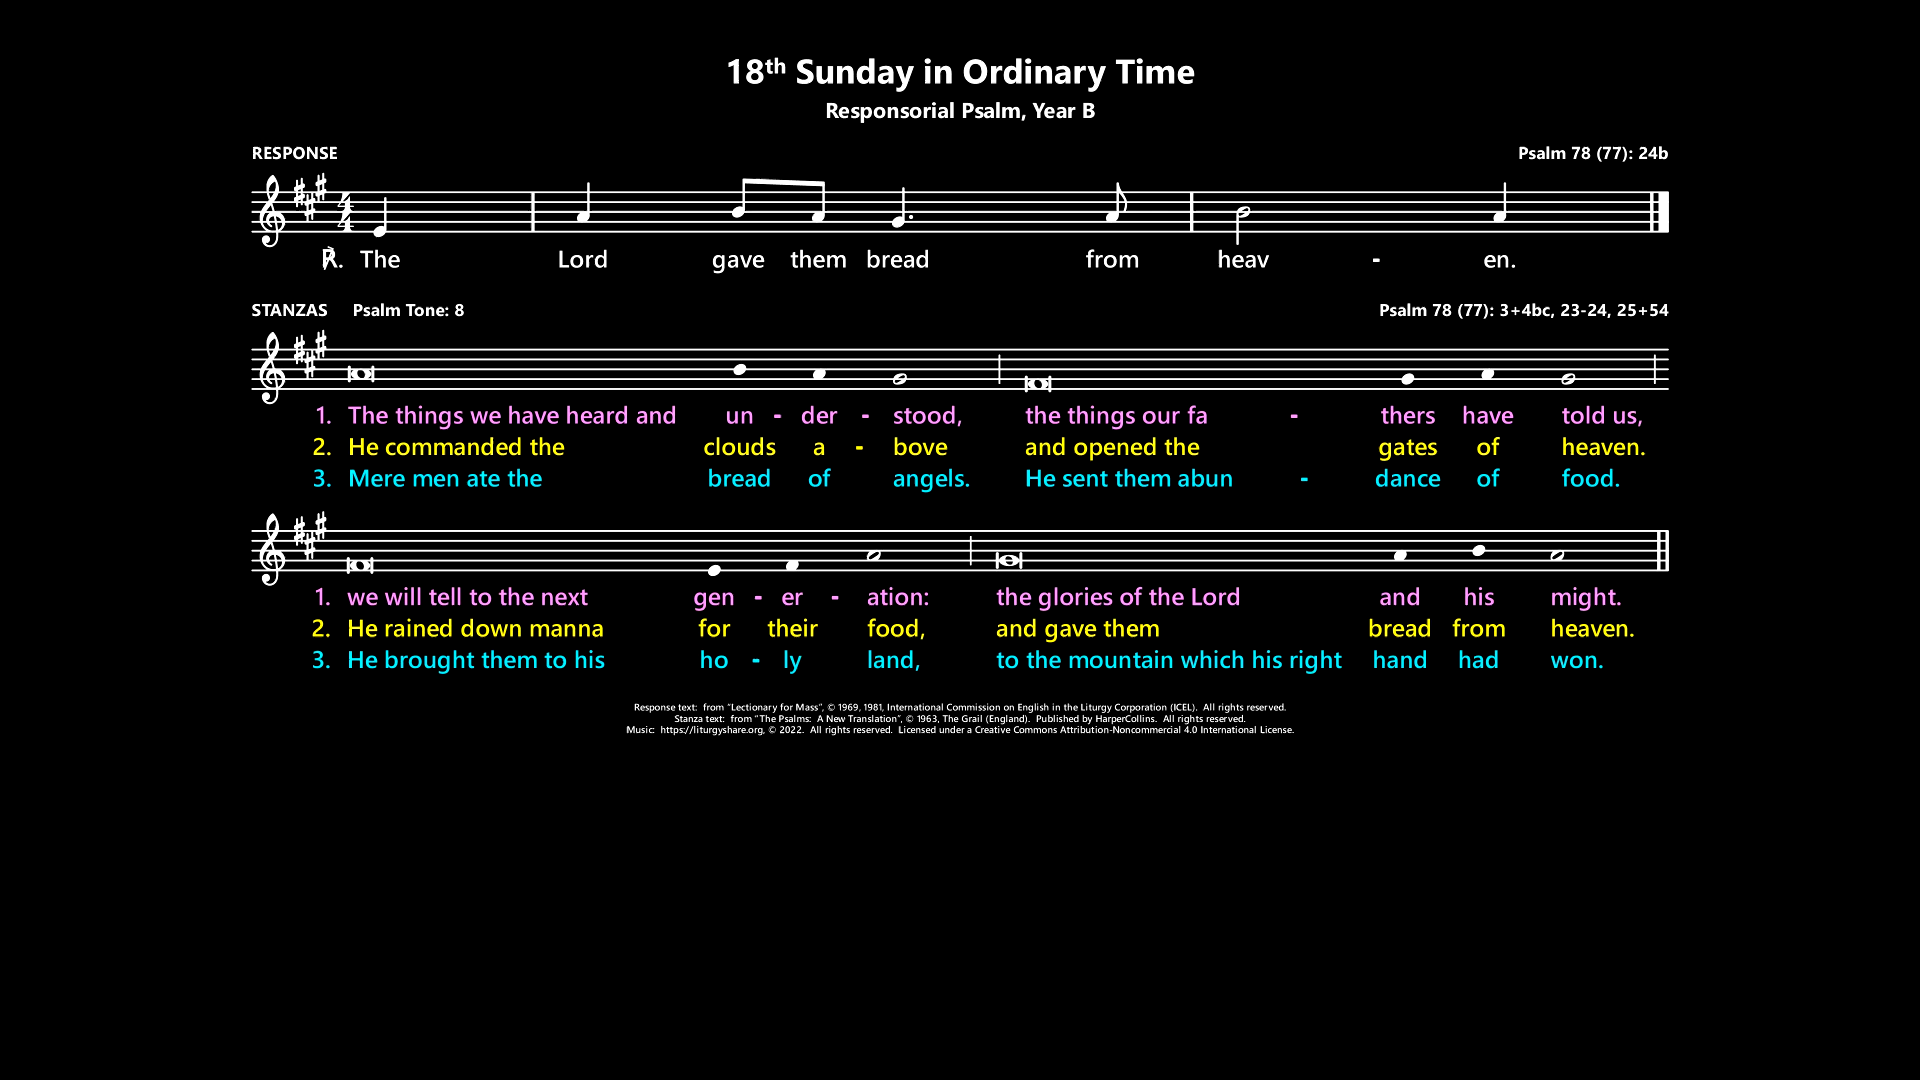 18th Sunday in Ordinary Time
Responsorial Psalm, Year B
RESPONSE Psalm 78 (77): 24b
℟. The Lord gave them bread from heav - en.
STANZAS Psalm Tone: 8 Psalm 78 (77): 3+4bc, 23-24, 25+54
1. The things we have heard and un - der - stood, the things our fa - thers have told us,
2. He commanded the clouds a - bove and opened the gates of heaven.
3. Mere men ate the bread of angels. He sent them abun - dance of food.
1. we will tell to the next gen - er - ation: the glories of the Lord and his might.
2. He rained down manna for their food, and gave them bread from heaven.
3. He brought them to his ho - ly land, to the mountain which his right hand had won.
Response text: from “Lectionary for Mass”, © 1969, 1981, International Commission on English in the Liturgy Corporation (ICEL). All rights reserved.
Stanza text: from “The Psalms: A New Translation”, © 1963, The Grail (England). Published by HarperCollins. All rights reserved.
Music: https://liturgyshare.org, © 2022. All rights reserved. Licensed under a Creative Commons Attribution-Noncommercial 4.0 International License.